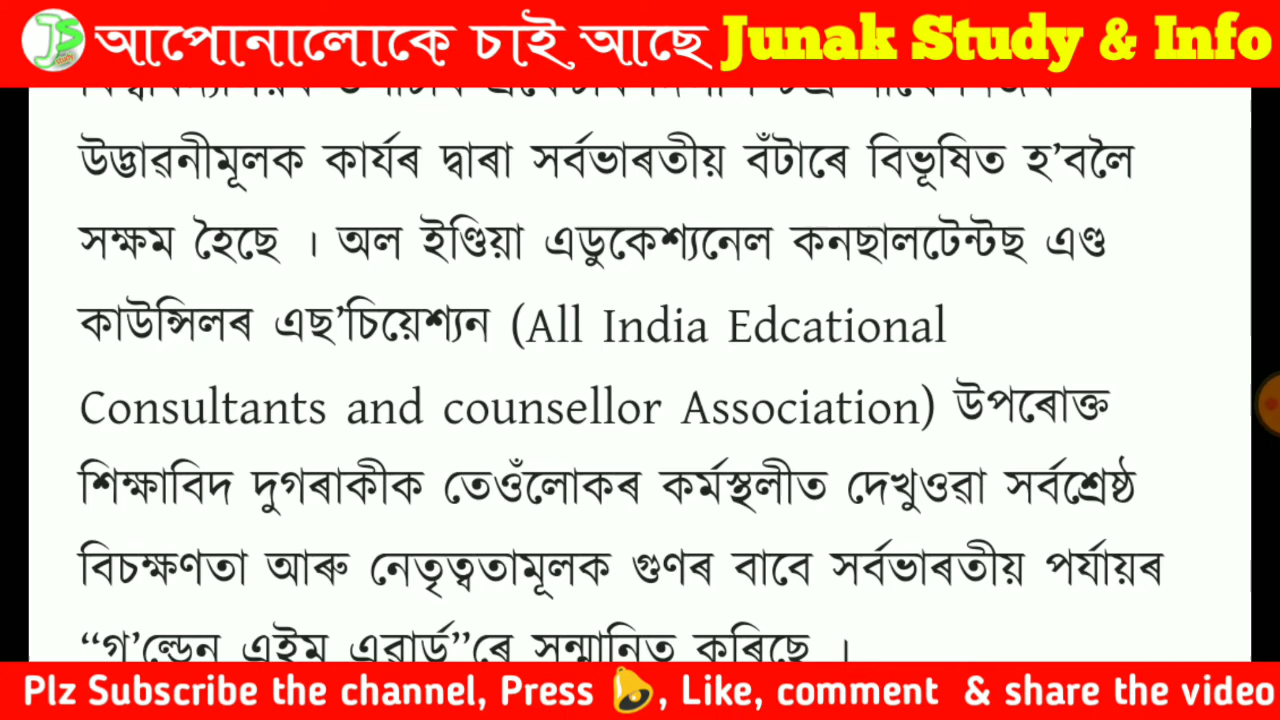 JS
study
আপোনালোকে চাই আছে Junak Study & Info
উদ্ভাৱনীমূলক কাৰ্যৰ দ্বাৰা সৰ্বভাৰতীয় বঁটাৰে বিভূষিত হ’বলৈ
সক্ষম হৈছে । অল ইণ্ডিয়া এডুকেশ্যনেল কনছালটেন্টছ এণ্ড
কাউন্সিলৰ এছ’চিয়েশ্যন (All India Edcational
Consultants and counsellor Association) উপৰোক্ত
শিক্ষাবিদ দুগৰাকীক তেওঁলোকৰ কৰ্মস্থলীত দেখুওৱা সৰ্বশ্ৰেষ্ঠ
বিচক্ষণতা আৰু নেতৃত্বতামূলক গুণৰ বাবে সৰ্বভাৰতীয় পৰ্যায়ৰ
“গ’ল্ডেন এইম এৱাৰ্ড”ৰে সন্মানিত কৰিছে ।
Plz Subscribe the channel, Press , Like, comment & share the video